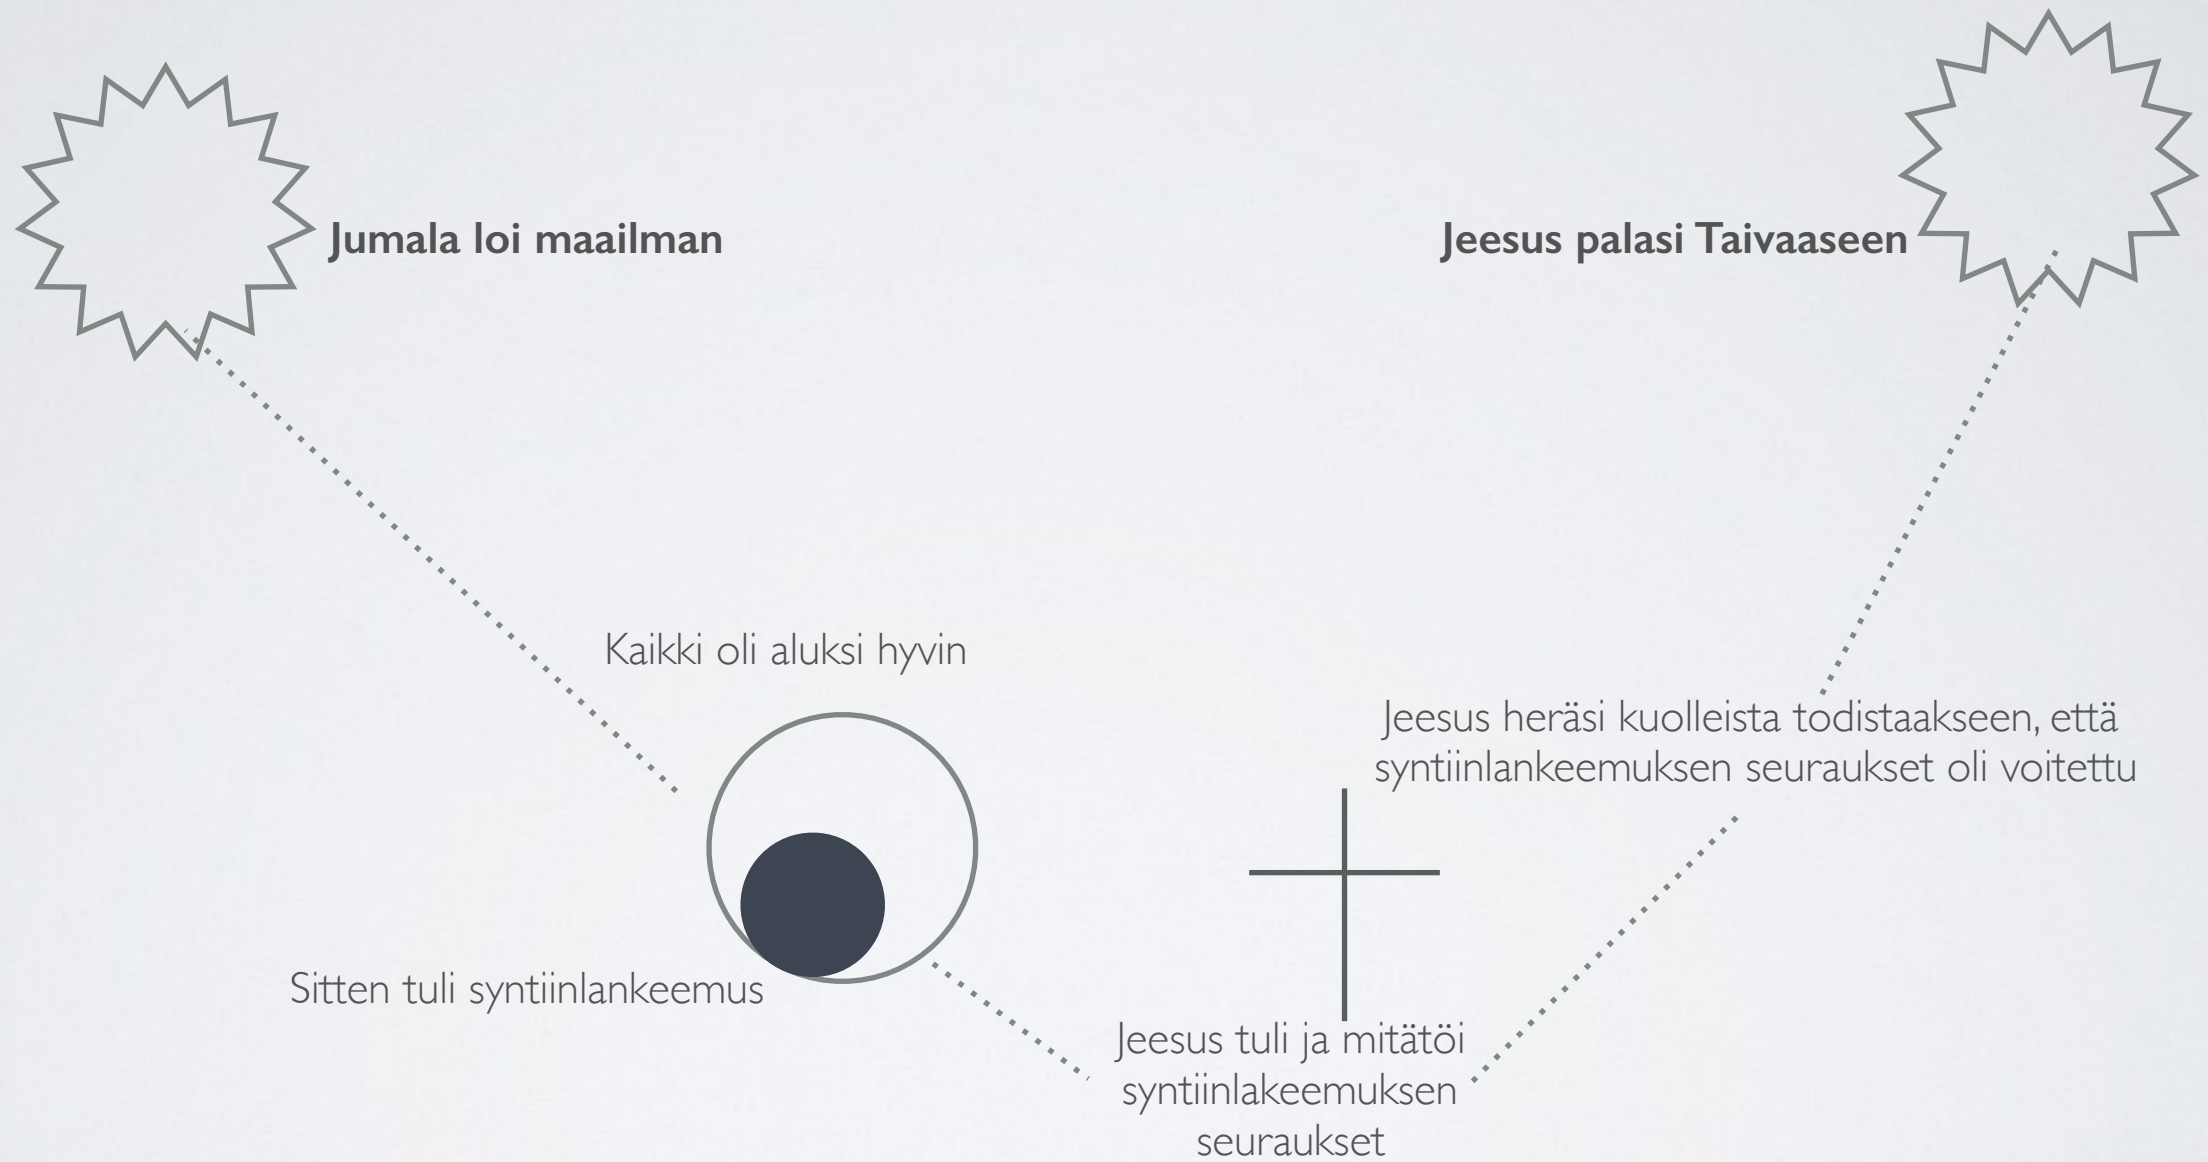 Jumala loi maailman
Jeesus palasi Taivaaseen
Kaikki oli aluksi hyvin
Jeesus heräsi kuolleista todistaakseen, että
syntiinlankeemuksen seuraukset oli voitettu
Sitten tuli syntiinlankeemus
Jeesus tuli ja mitätöi
syntiinlakeemuksen
seuraukset